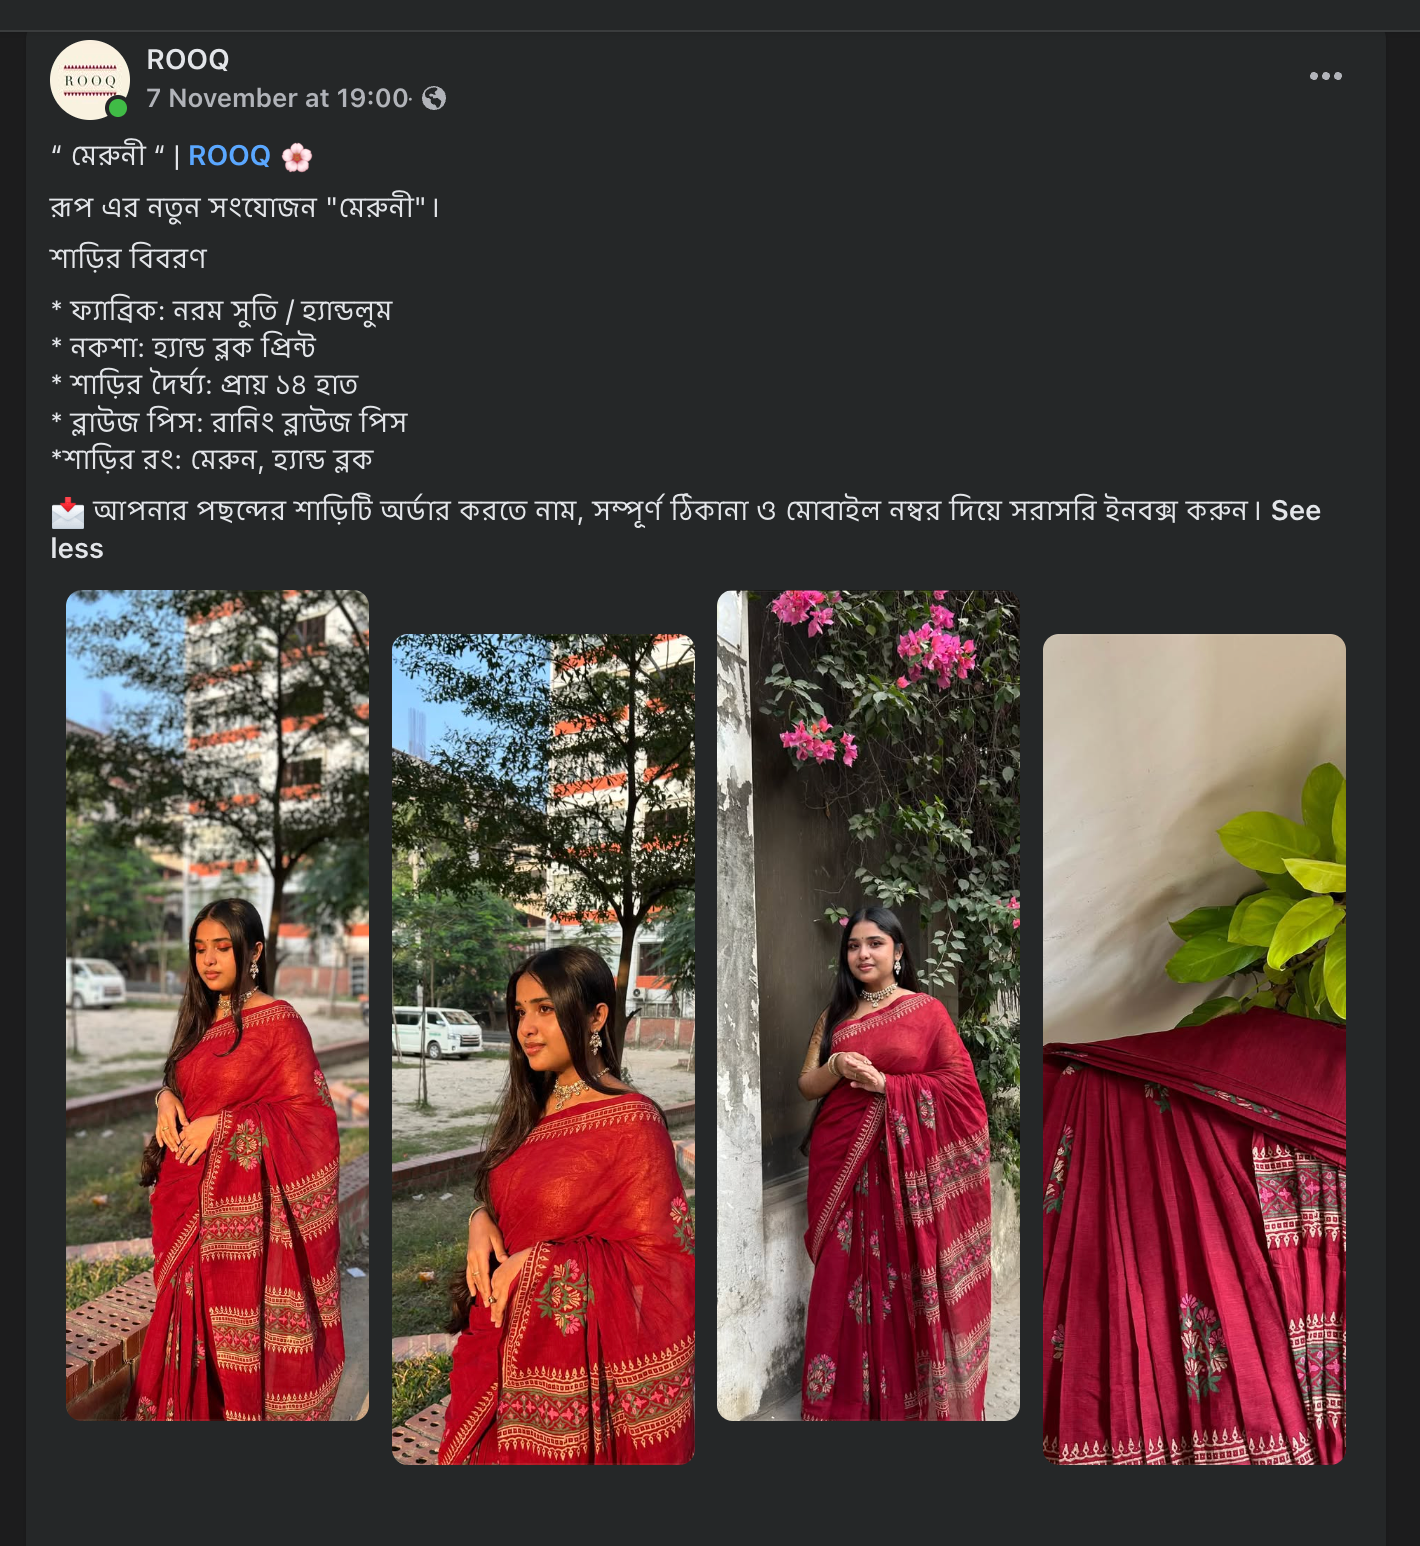 ROOQ
ROOQ
7 November at 19:00·
“ মেরুনী “ | ROOQ 🌸
রূপ এর নতুন সংযোজন "মেরুনী"।
শাড়ির বিবরণ
* ফ্যাব্রিক: নরম সুতি / হ্যান্ডলুম
* নকশা: হ্যান্ড ব্লক প্রিন্ট
* শাড়ির দৈর্ঘ্য: প্রায় ১৪ হাত
* ব্লাউজ পিস: রানিং ব্লাউজ পিস
*শাড়ির রং: মেরুন, হ্যান্ড ব্লক
📩 আপনার পছন্দের শাড়িটি অর্ডার করতে নাম, সম্পূর্ণ ঠিকানা ও মোবাইল নম্বর দিয়ে সরাসরি ইনবক্স করুন। See
less